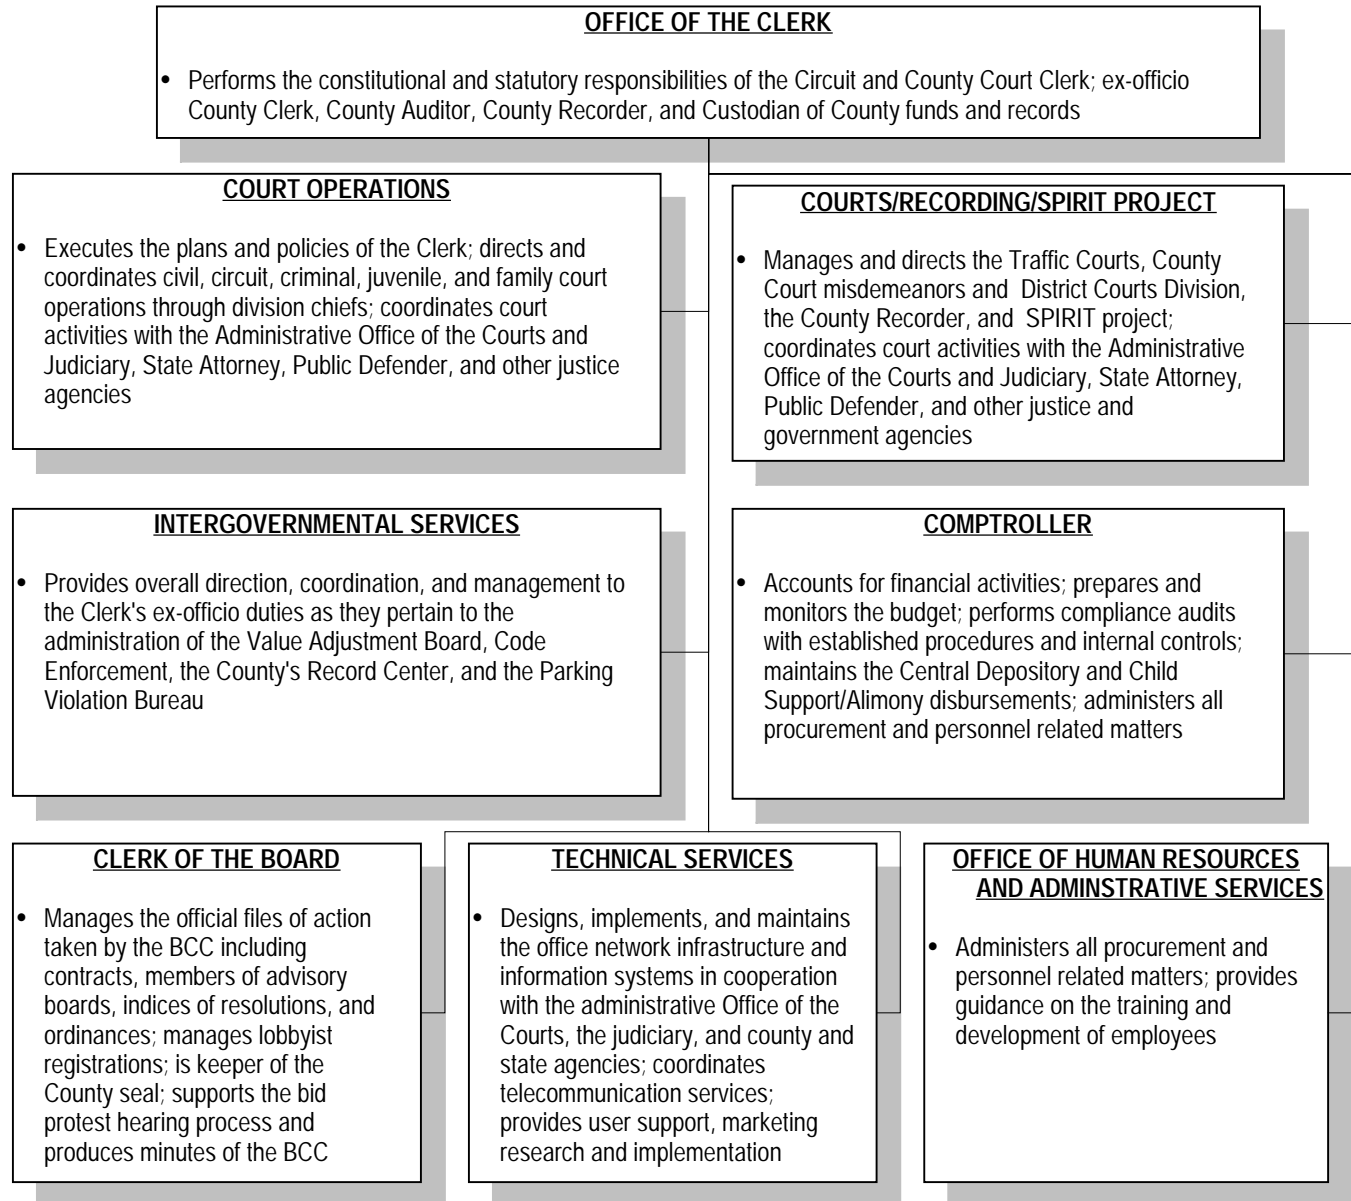 OFFICE OF THE CLERK
• Performs the constitutional and statutory responsibilities of the Circuit and County Court Clerk; ex-officio
County Clerk, County Auditor, County Recorder, and Custodian of County funds and records
COURT OPERATIONS
• Executes the plans and policies of the Clerk; directs and
coordinates civil, circuit, criminal, juvenile, and family court
operations through division chiefs; coordinates court
activities with the Administrative Office of the Courts and
Judiciary, State Attorney, Public Defender, and other justice
agencies
COURTS/RECORDING/SPIRIT PROJECT
• Manages and directs the Traffic Courts, County
Court misdemeanors and District Courts Division,
the County Recorder, and SPIRIT project;
coordinates court activities with the Administrative
Office of the Courts and Judiciary, State Attorney,
Public Defender, and other justice and
government agencies
INTERGOVERNMENTAL SERVICES
• Provides overall direction, coordination, and management to
the Clerk's ex-officio duties as they pertain to the
administration of the Value Adjustment Board, Code
Enforcement, the County's Record Center, and the Parking
Violation Bureau
COMPTROLLER
• Accounts for financial activities; prepares and
monitors the budget; performs compliance audits
with established procedures and internal controls;
maintains the Central Depository and Child
Support/Alimony disbursements; administers all
procurement and personnel related matters
CLERK OF THE BOARD
• Manages the official files of action
taken by the BCC including
contracts, members of advisory
boards, indices of resolutions, and
ordinances; manages lobbyist
registrations; is keeper of the
County seal; supports the bid
protest hearing process and
produces minutes of the BCC
TECHNICAL SERVICES
• Designs, implements, and maintains
the office network infrastructure and
information systems in cooperation
with the administrative Office of the
Courts, the judiciary, and county and
state agencies; coordinates
telecommunication services;
provides user support, marketing
research and implementation
OFFICE OF HUMAN RESOURCES
AND ADMINSTRATIVE SERVICES
• Administers all procurement and
personnel related matters; provides
guidance on the training and
development of employees